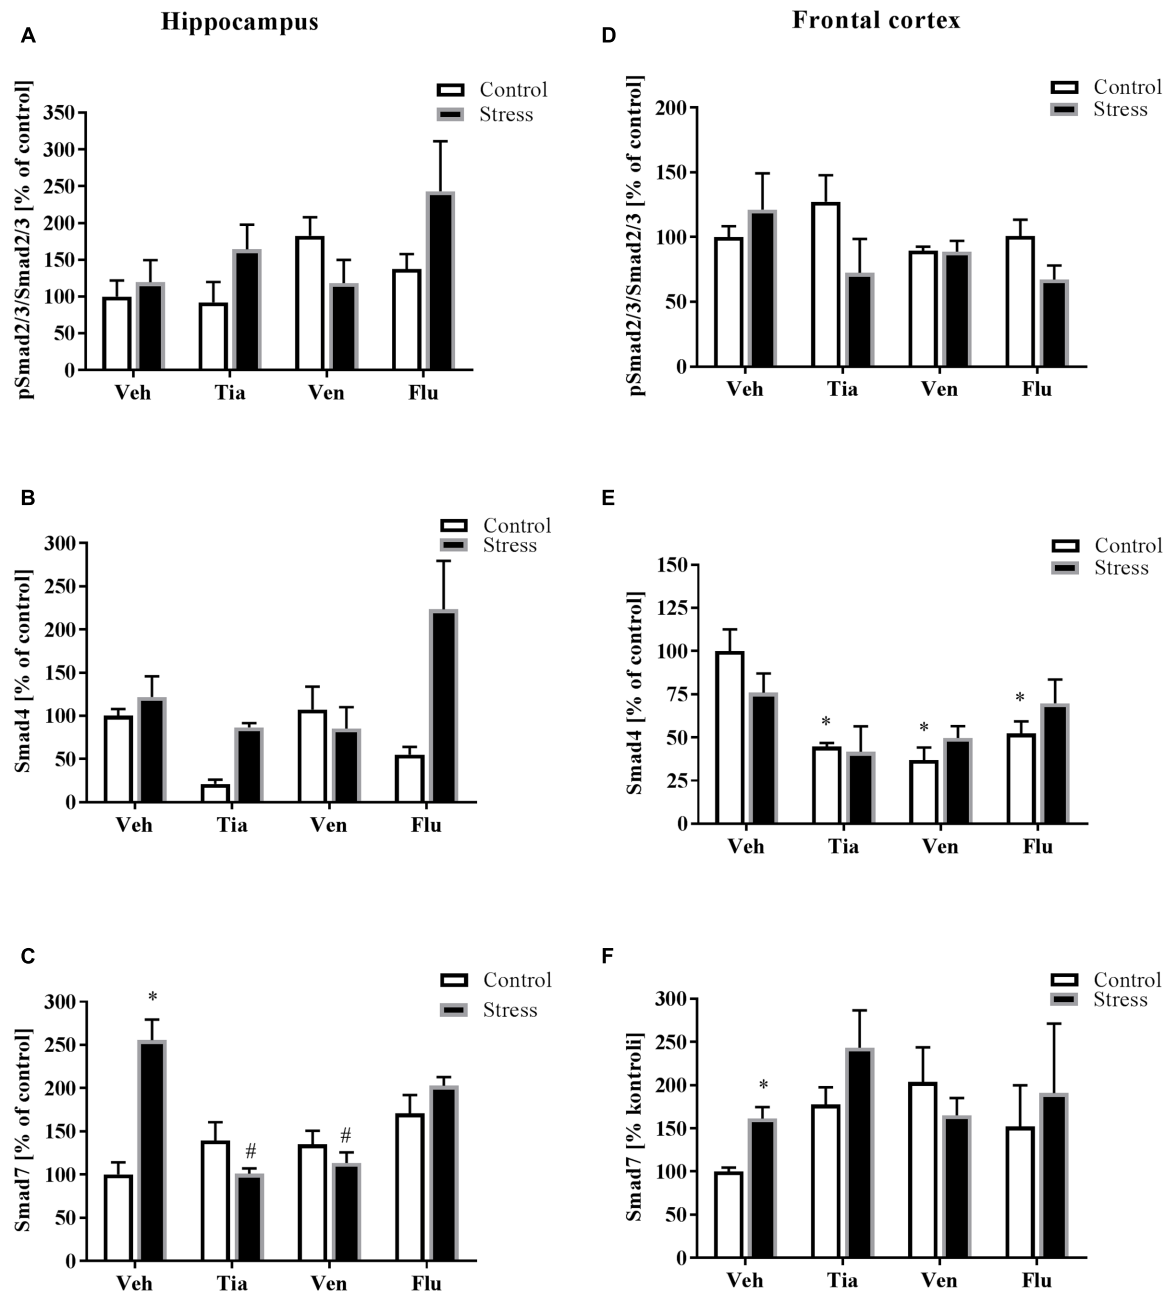 Hippocampus
A
Control
Stress
pSmad2/3/Smad2/3 [% of control]
350
300
250
200
150
100
50
0
Veh Tia Ven Flu
B
Control
Stress
Smad4 [% of control]
300
250
200
150
100
50
0
Veh Tia Ven Flu
C
Control
Stress
Smad7 [% of control]
300
250
200
150
100
50
0
*
#
#
Veh Tia Ven Flu
Frontal cortex
D
Control
Stress
pSmad2/3/Smad2/3 [% of control]
200
150
100
50
0
Veh Tia Ven Flu
E
Control
Stress
Smad4 [% of control]
150
125
100
75
50
25
0
*
*
*
Veh Tia Ven Flu
F
Control
Stress
Smad7 [% kontroli]
300
250
200
150
100
50
0
*
Veh Tia Ven Flu